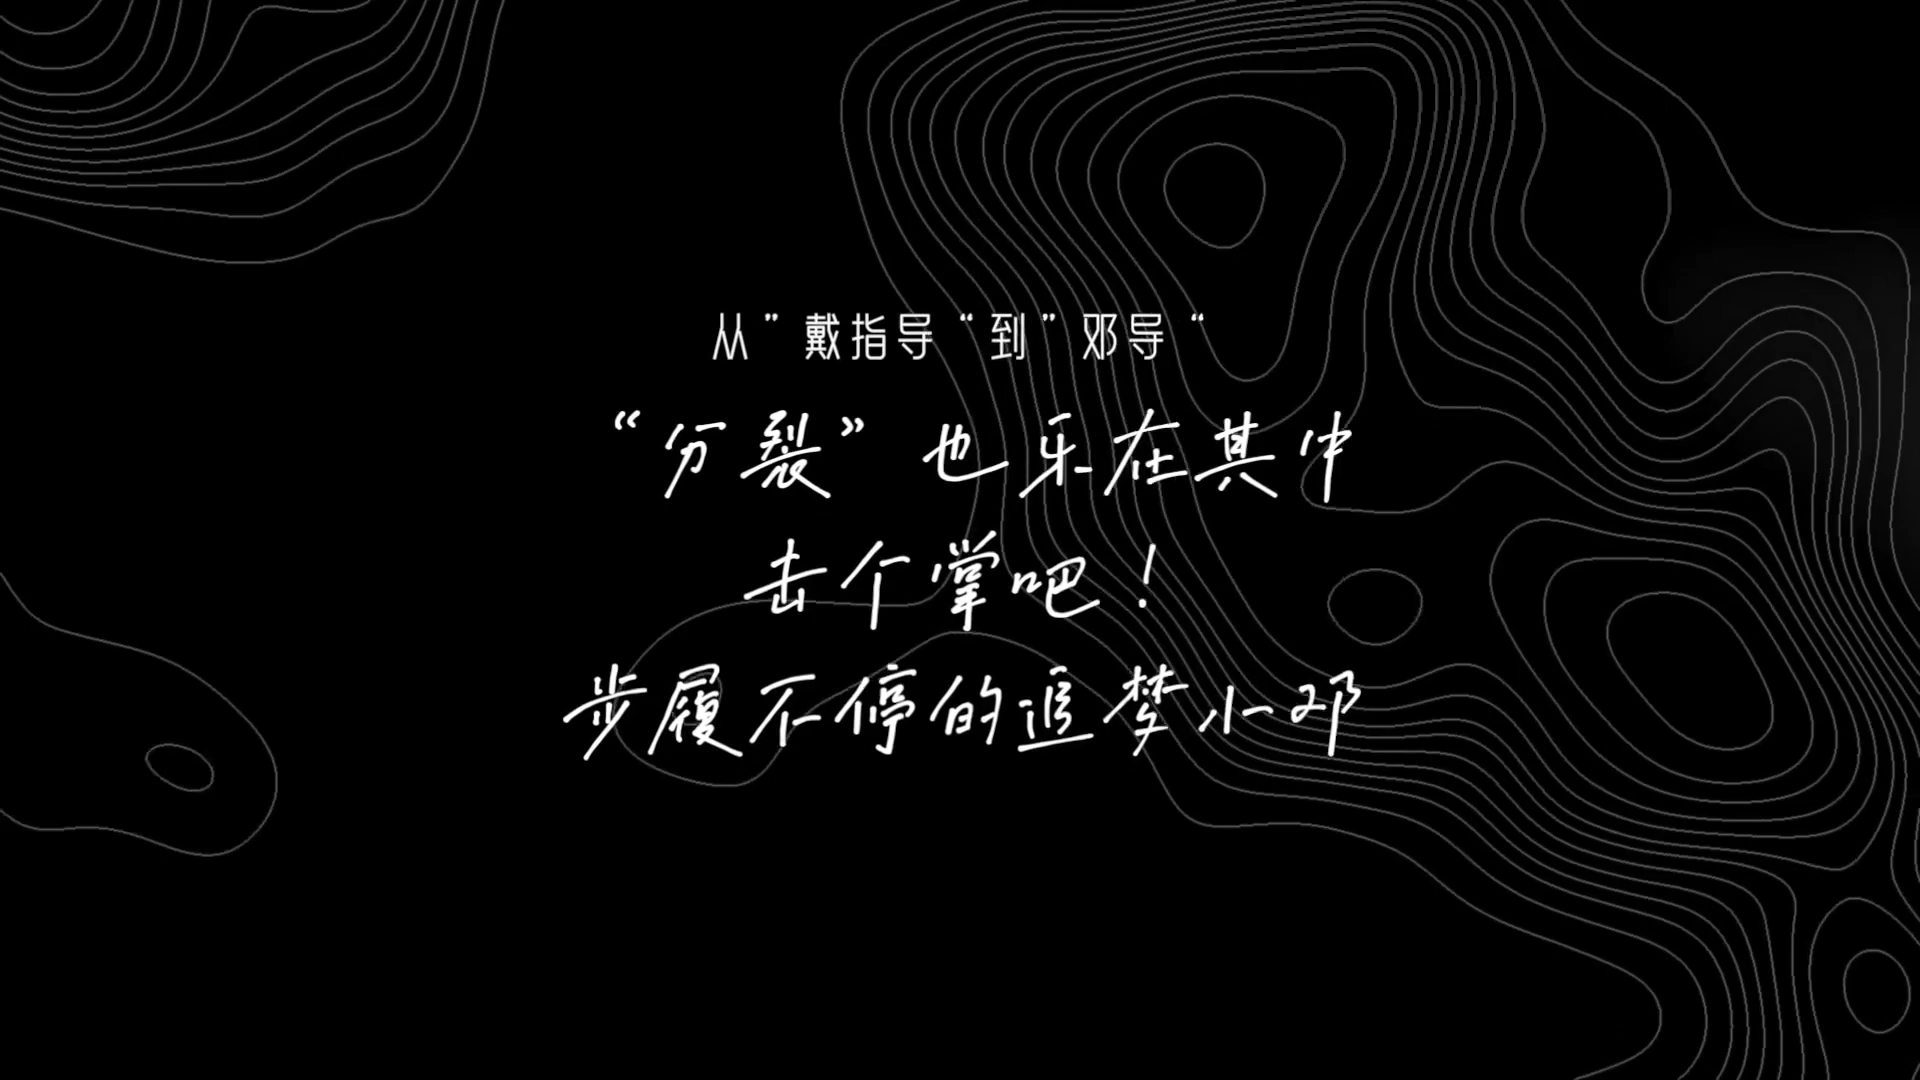 从”戴指导“到”邓导“
“分裂”也乐在其中
击个掌吧！
步履不停的追梦小邓